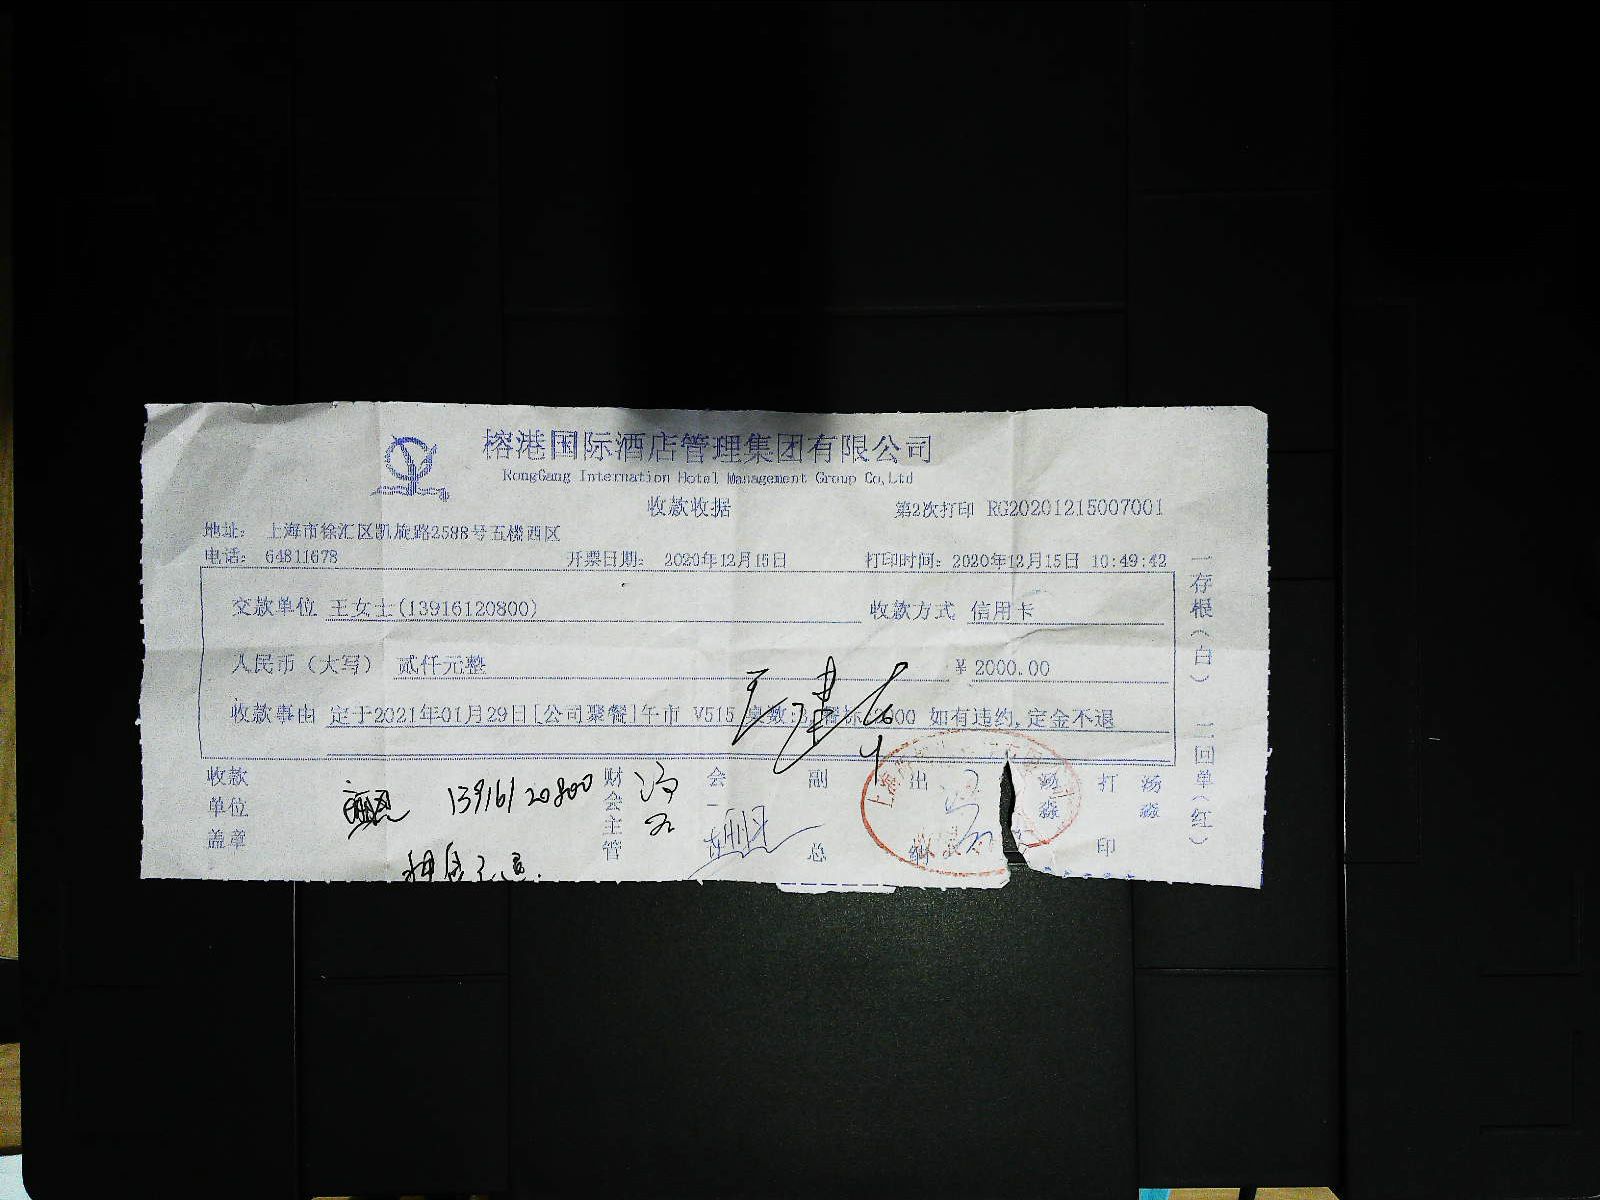 榕港国际酒店管理集团有限公司
RongGang Internation Hotel Management Group Co,Ltd
收款收据
第2次打印 RG20201215007001
地址: 上海市徐汇区凯旋路2588号五楼西区
电话: 64811678 开票日期: 2020年12月15日 打印时间: 2020年12月15日 10:49:42
交款单位 王女士(13916120800) 收款方式 信用卡
人民币(大写) 贰仟元整 ¥ 2000.00
收款事由 定于2021年01月29日[公司聚餐]午市 V515 桌数:3 如有违约,定金不退
收款单位盖章
13916120800
财会主管
会
副总
出纳
汤淼
打印
汤淼
一存根(白) 二回单(红)